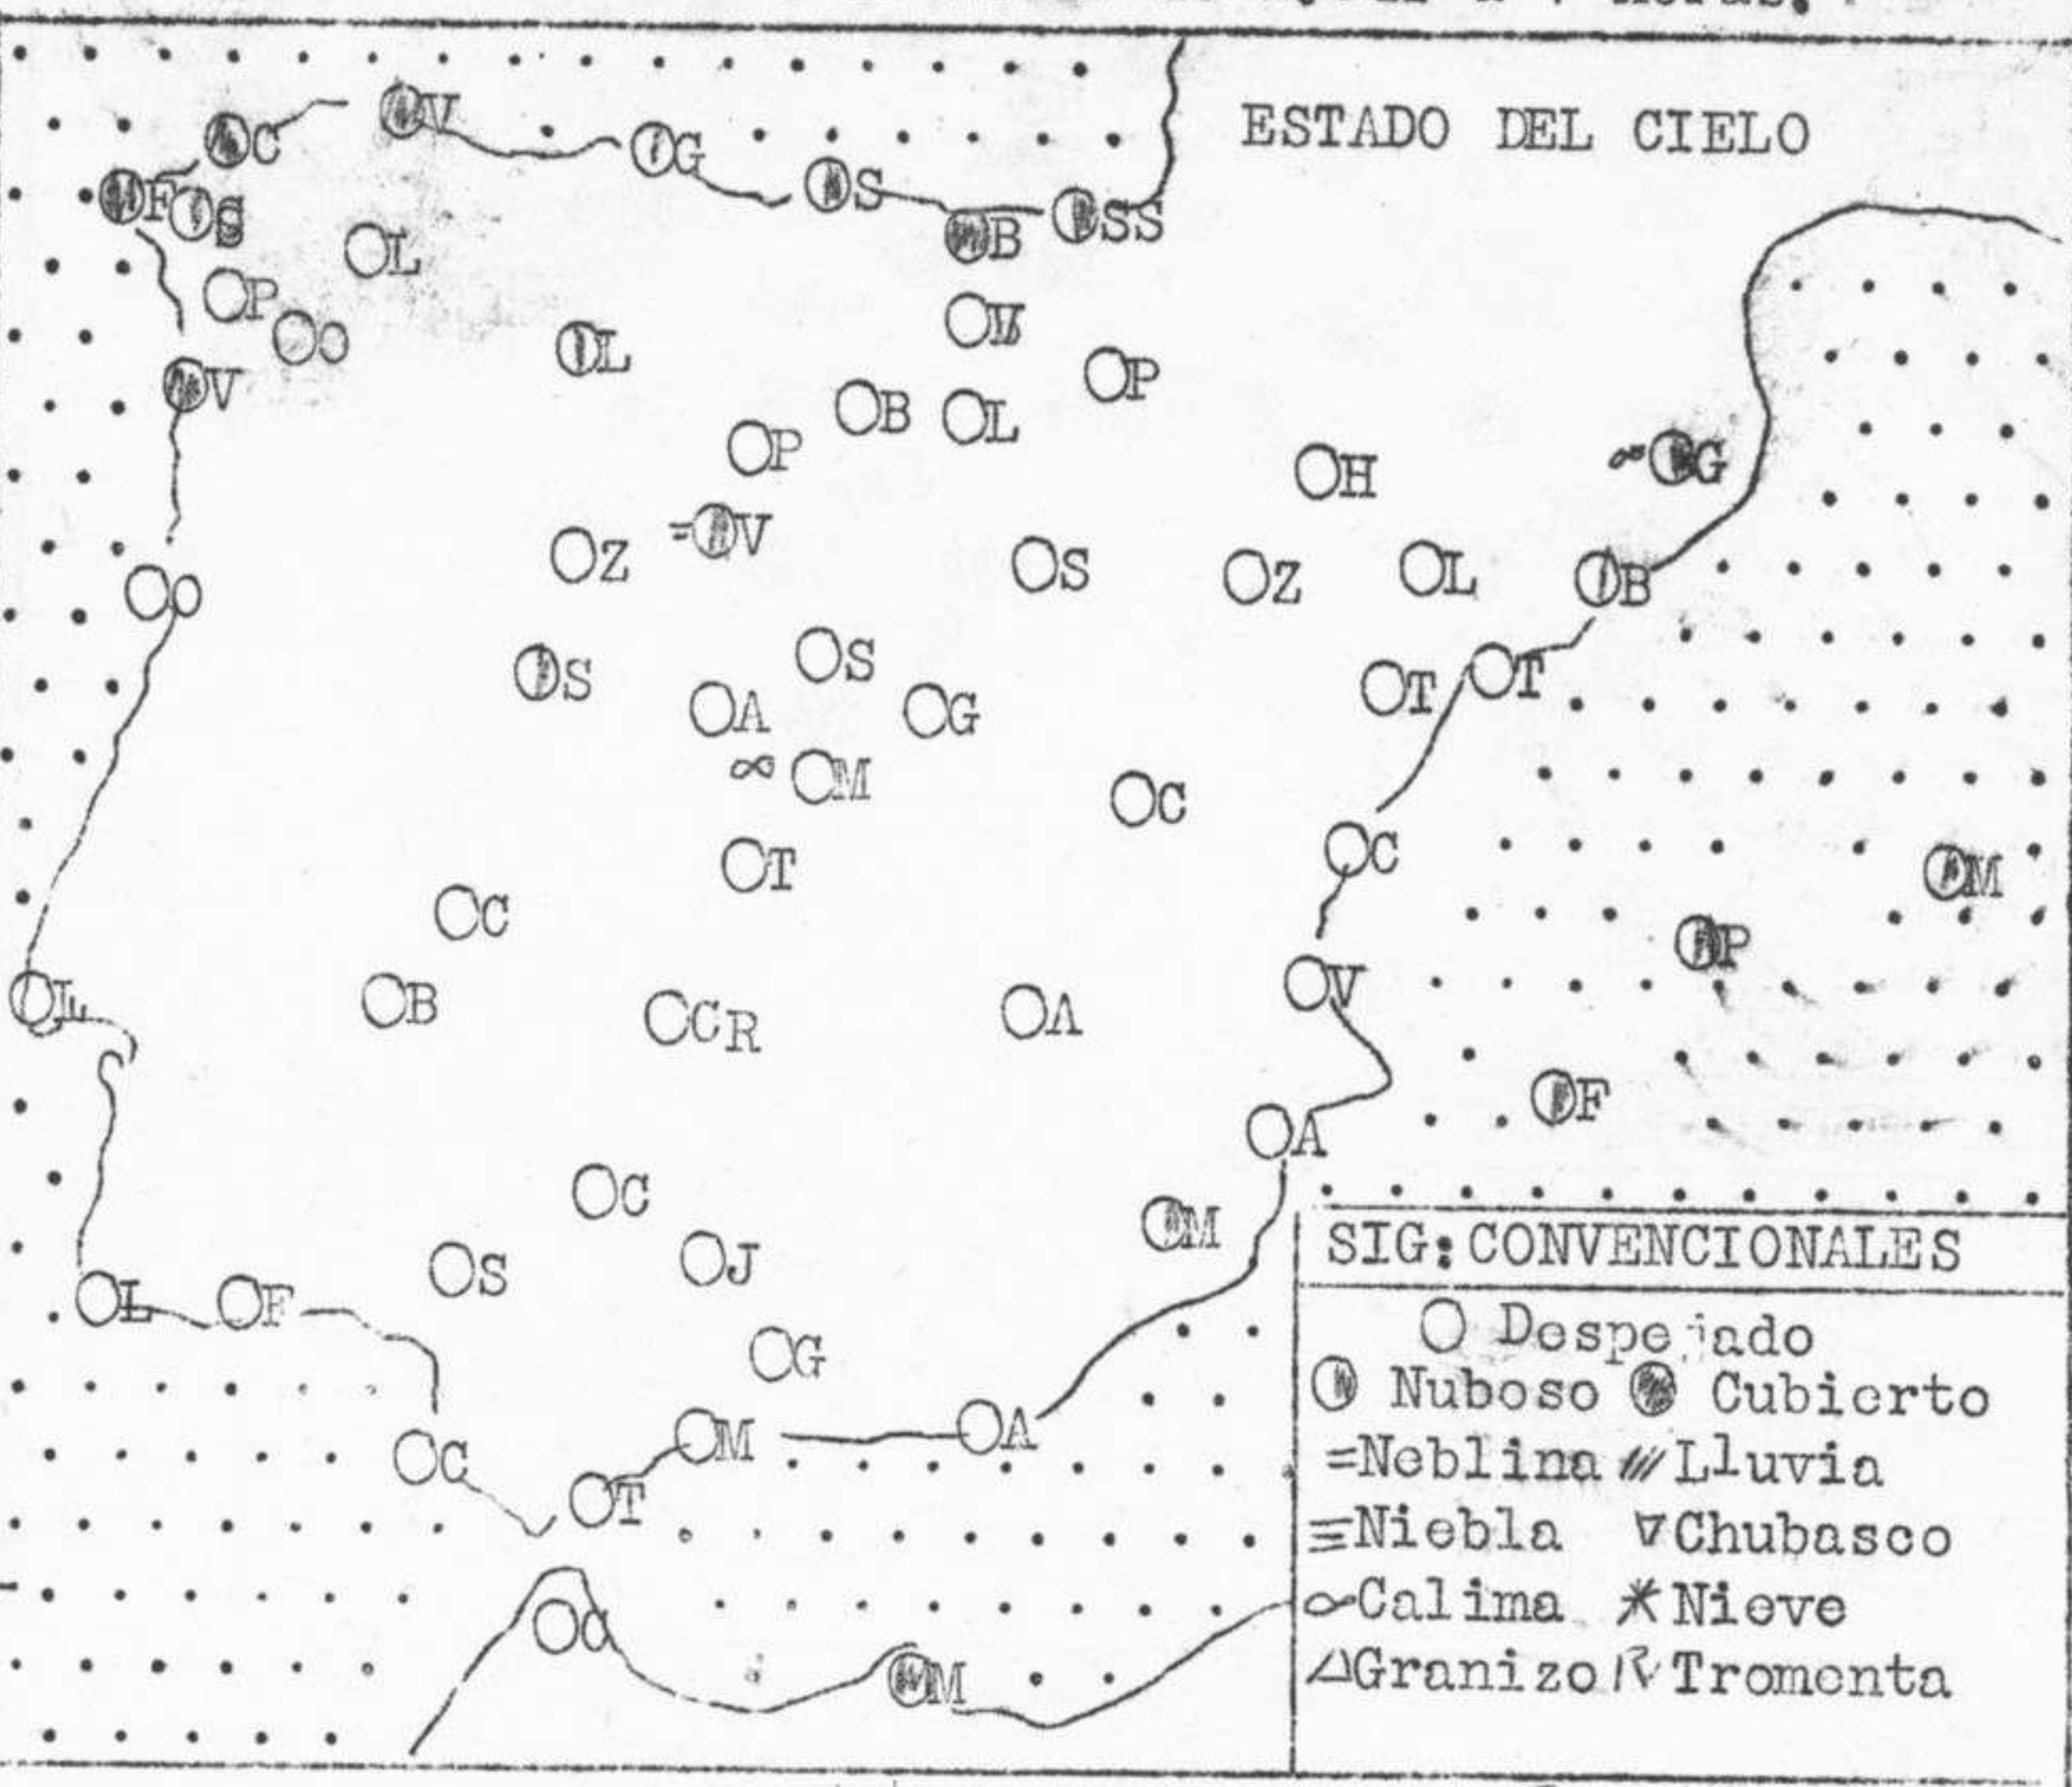 ESTADO DEL CIELO
V
C
G
F
S
S
SS
B
L
P
O
V
L
V
P
B
L
P
H
G
V
Z
S
Z
L
B
O
S
S
T
T
A
G
M
C
T
C
M
C
P
L
B
CR
A
V
F
A
C
M
S
J
L
F
G
M
A
C
T
C
M
SIG:CONVENCIONALES
Despejado
Nuboso Cubierto
=Neblina Lluvia
≡Niebla Chubasco
∞Calima Nieve
Granizo Tromenta